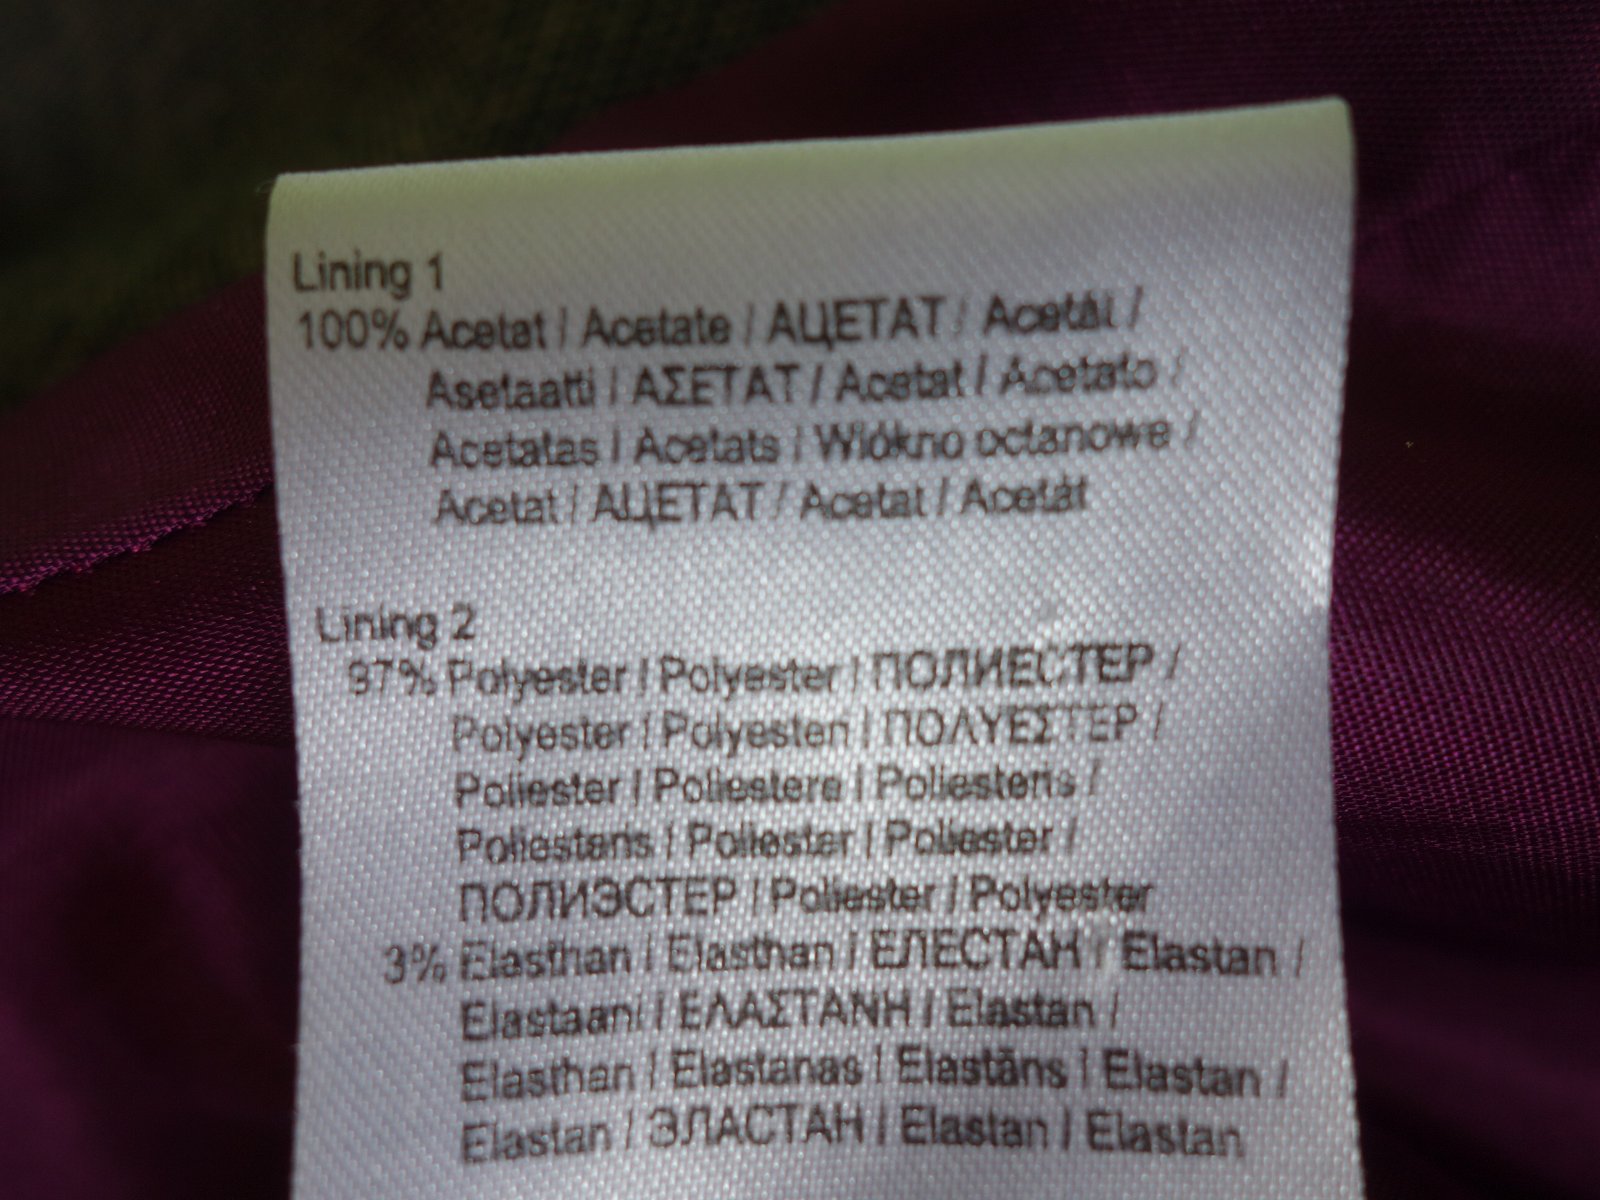 Lining 1
100% Acetat / Acetate / АЦЕТАТ / Acetát /
Asetaatti / ΑΣΕΤΑΤ / Acetat / Acetato /
Acetatas / Acetats / Włókno octanowe /
Acetat / АЦЕТАТ / Acetat / Acetát
Lining 2
97% Polyester / Polyester / ПОЛИЕСТЕР /
Polyester / Polyesteri / ΠΟΛΥΕΣΤΕΡ /
Poliester / Poliestere / Poliesteris /
Poliesters / Poliester / Poliester /
ПОЛИЭСТЕР / Poliester / Polyester
3% Elasthan / Elasthan / ЕЛЕСТАН / Elastan /
Elastaani / ΕΛΑΣΤΑΝΗ / Elastan /
Elasthan / Elastanas / Elastāns / Elastan /
Elastan / ЭЛАСТАН / Elastan / Elastan